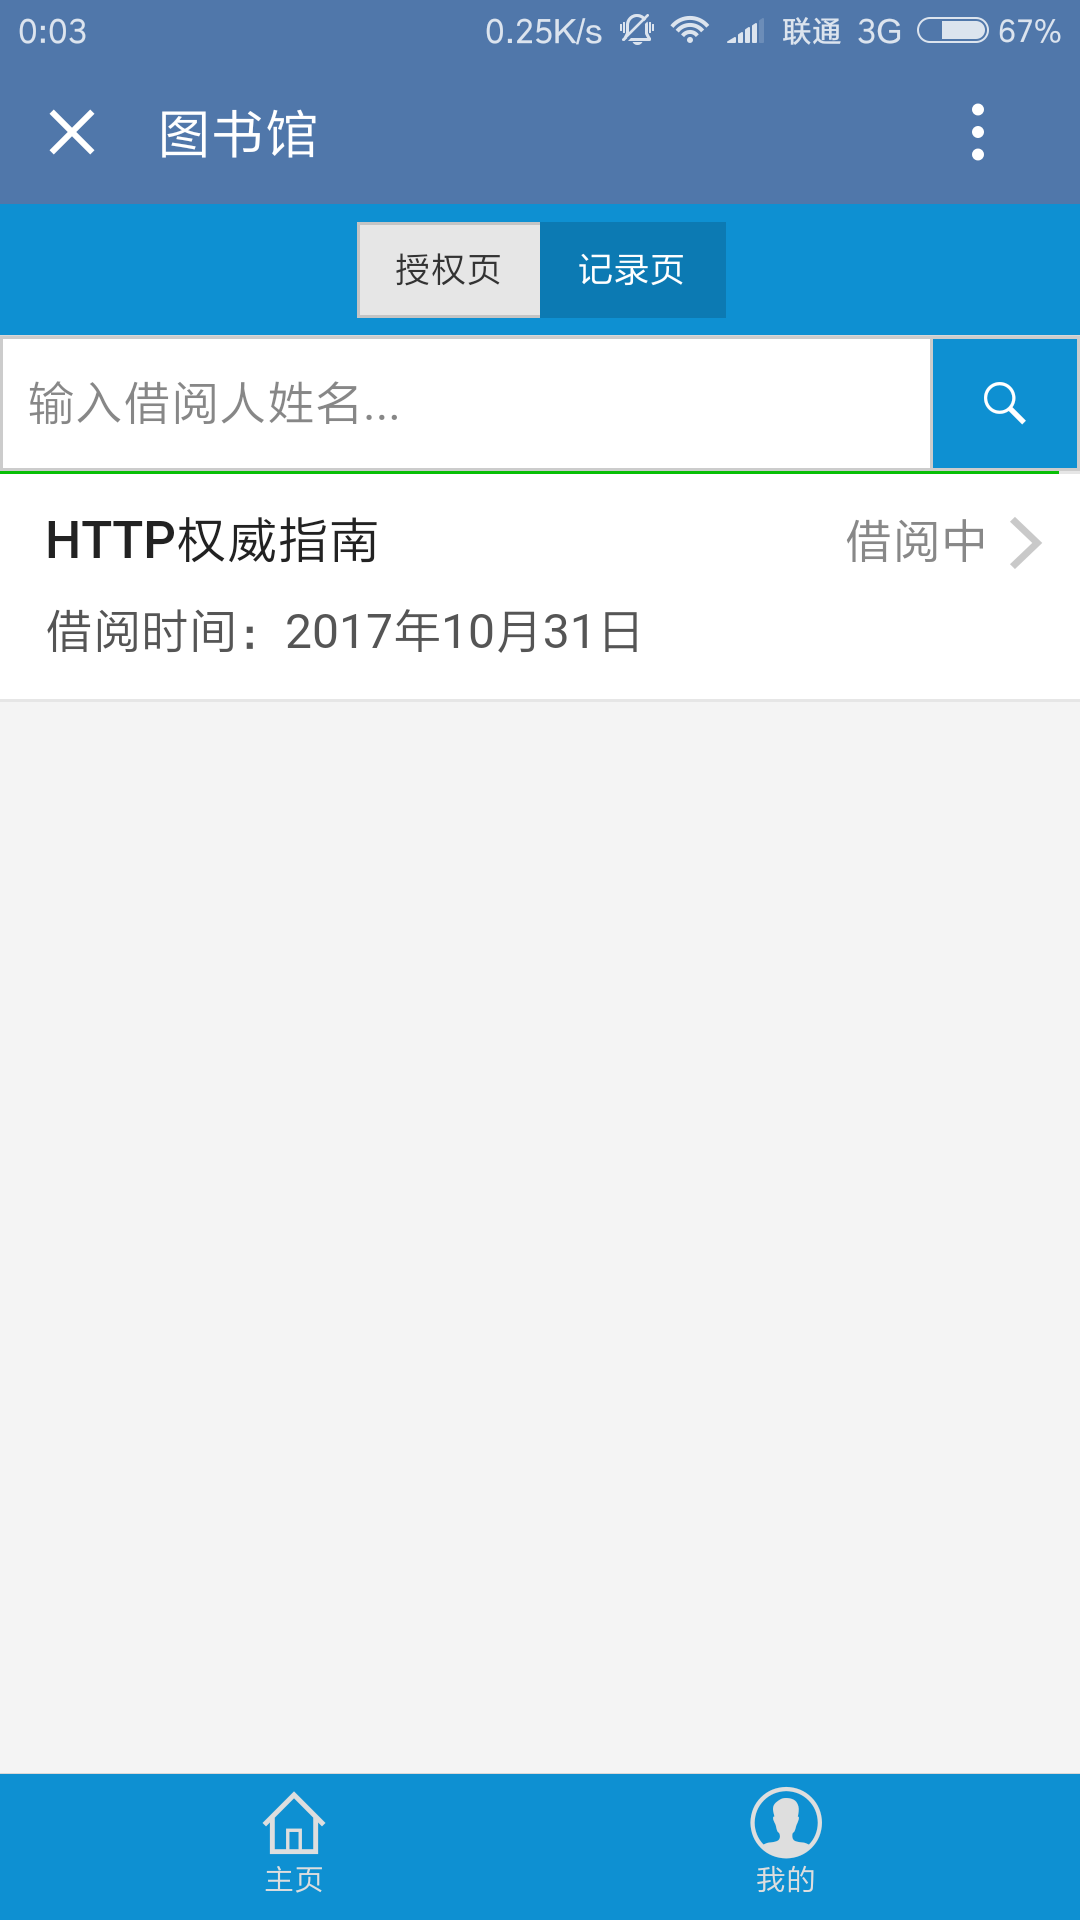 0:03 0.25K/s 联通 3G 67%
图书馆
授权页 记录页
输入借阅人姓名...
HTTP权威指南 借阅中
借阅时间：2017年10月31日
主页 我的